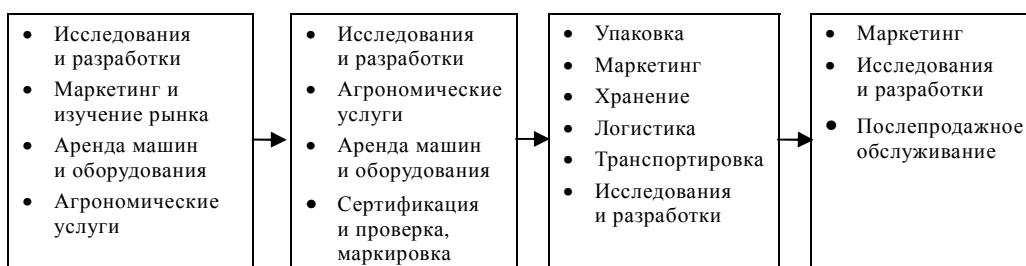 • Исследования
и разработки
• Маркетинг и
изучение рынка
• Аренда машин
и оборудования
• Агрономические
услуги
• Исследования
и разработки
• Агрономические
услуги
• Аренда машин
и оборудования
• Сертификация
и проверка,
маркировка
• Упаковка
• Маркетинг
• Хранение
• Логистика
• Транспортировка
• Исследования
и разработки
• Маркетинг
• Исследования
и разработки
• Послепродажное
обслуживание